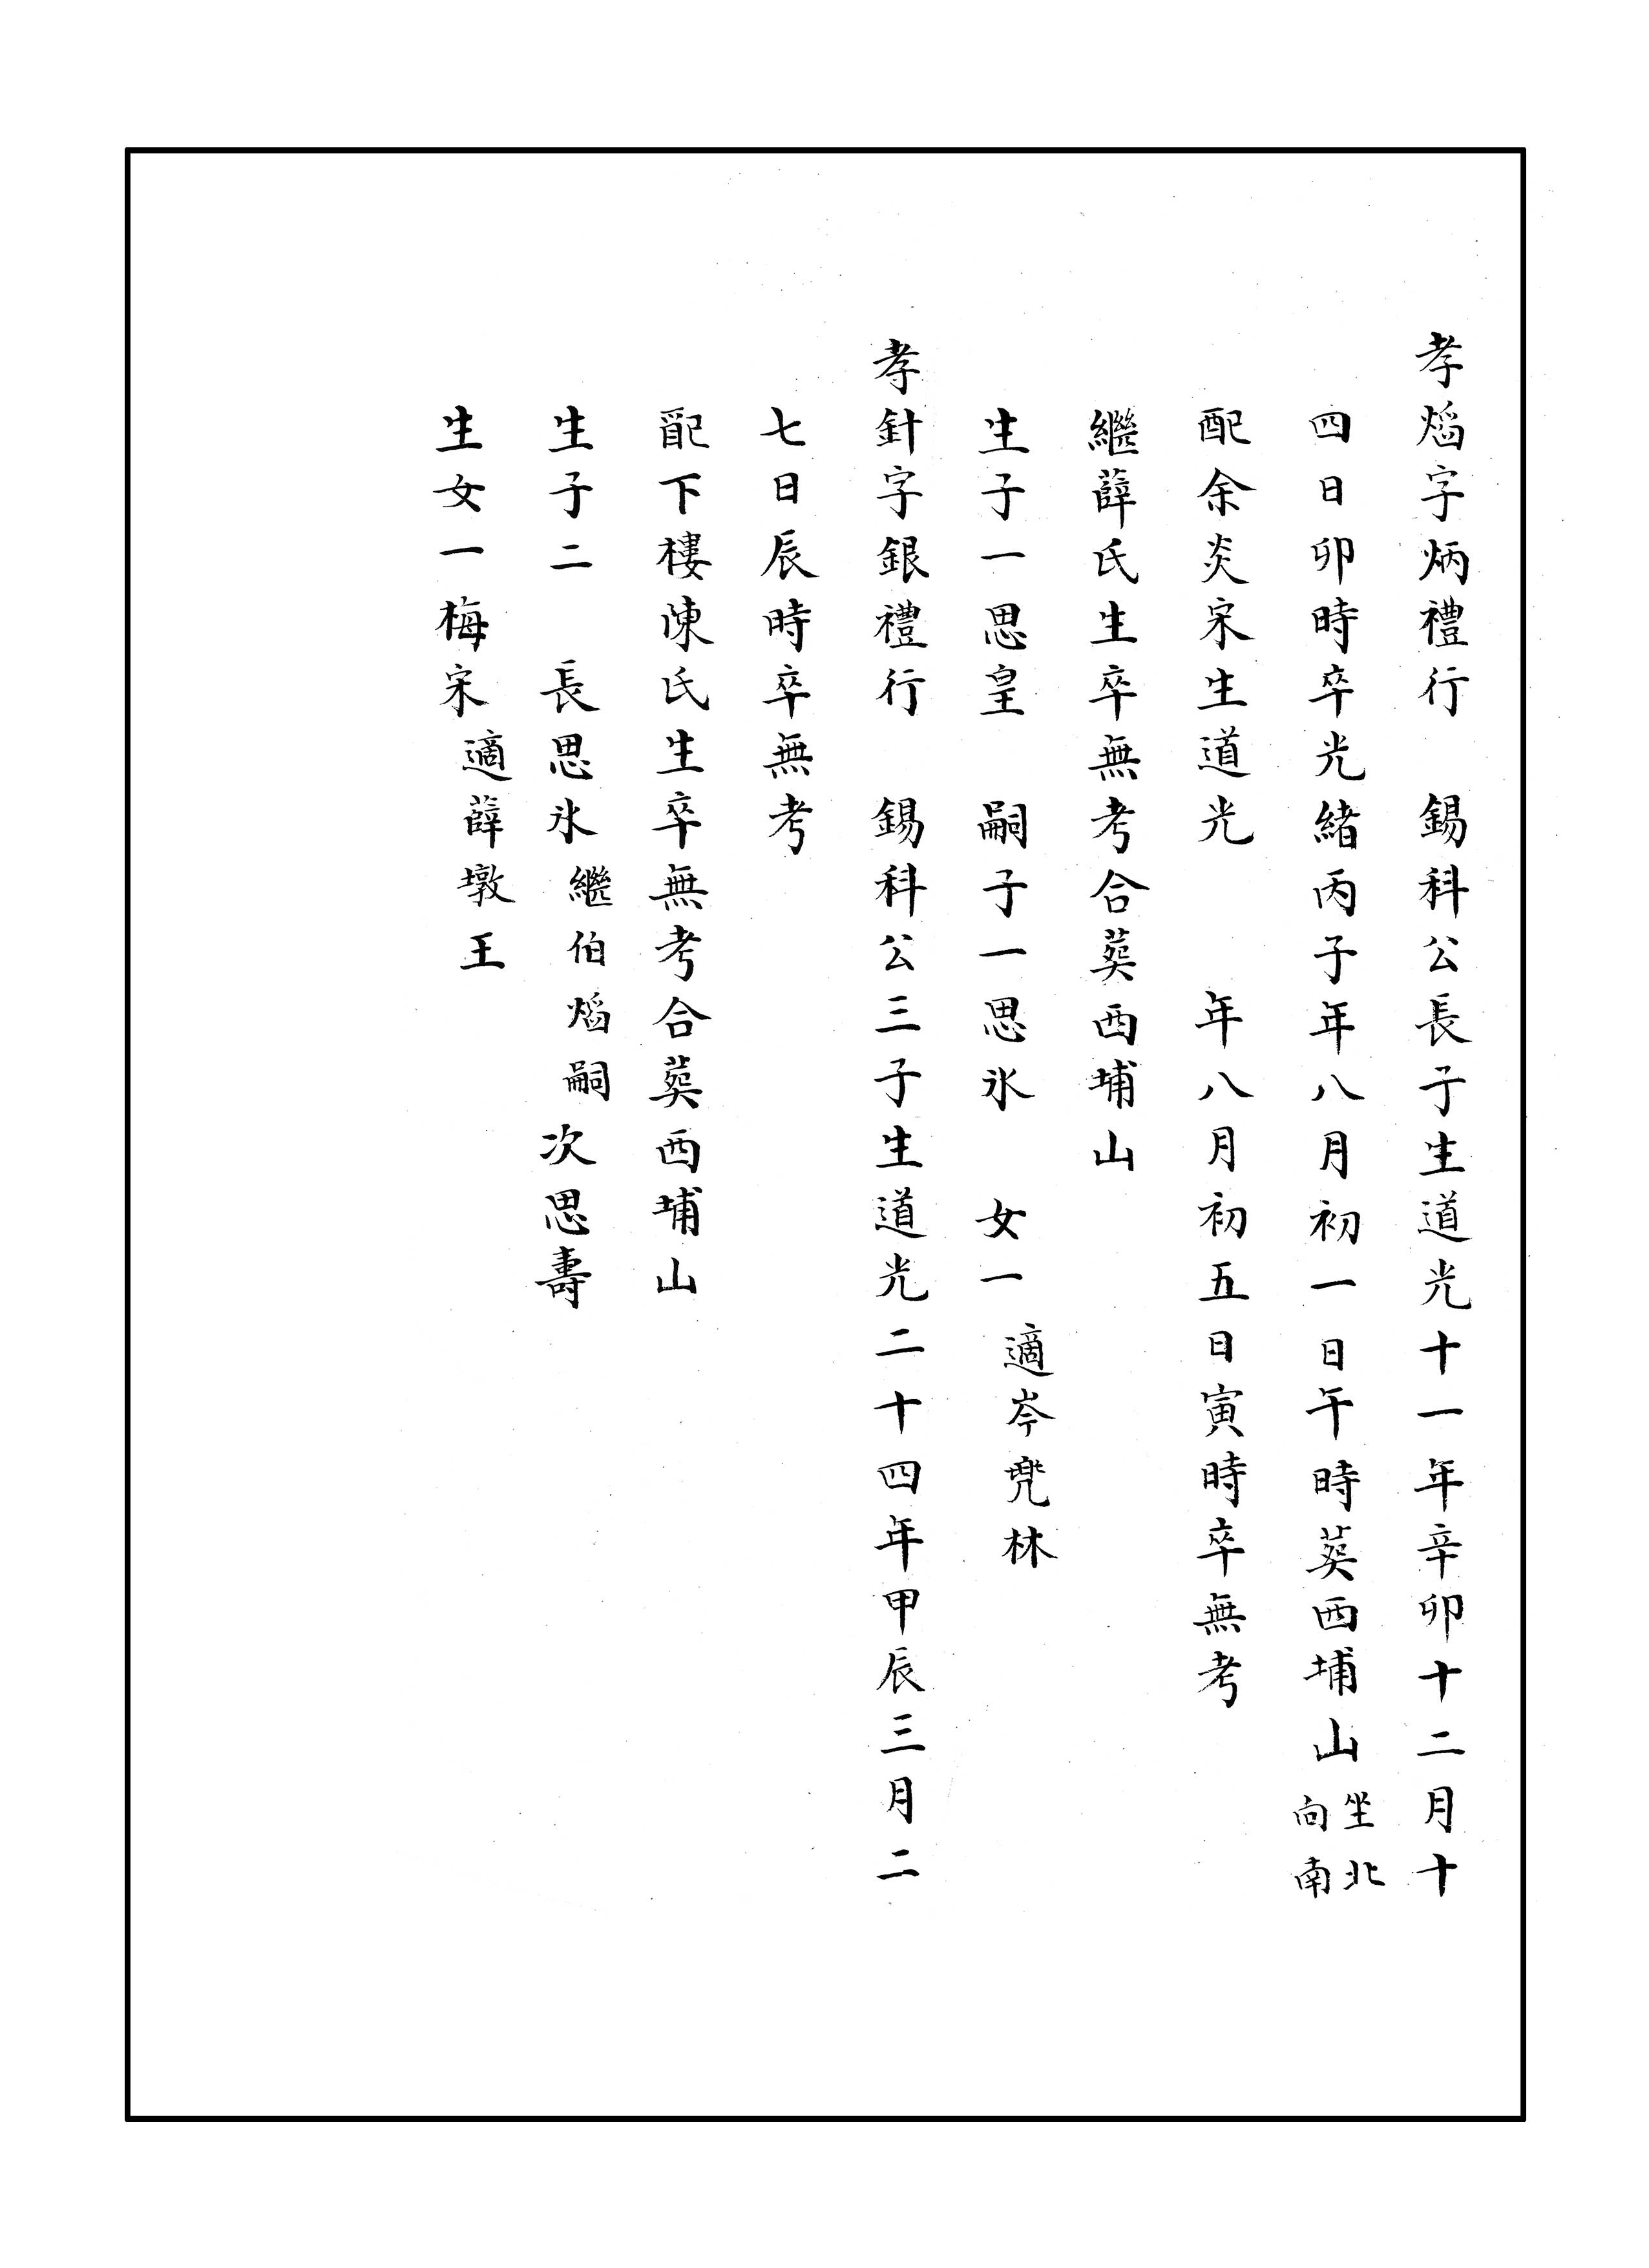 孝熖字炳禮行　錫科公長子生道光十一年辛卯十二月十
四日卯時卒光緒丙子年八月初一日午時葬西埔山坐北向南
配余炎宋生道光　　年八月初五日寅時卒無考
繼薛氏生卒無考合葬西埔山
生子一思皇　嗣子一思氷　女一適岑兠林
孝針字銀禮行　錫科公三子生道光二十四年甲辰三月二
七日辰時卒無考
配下樓陳氏生卒無考合葬西埔山
生子二　長思氷繼伯熖嗣次思壽
生女一梅宋適薛墩王